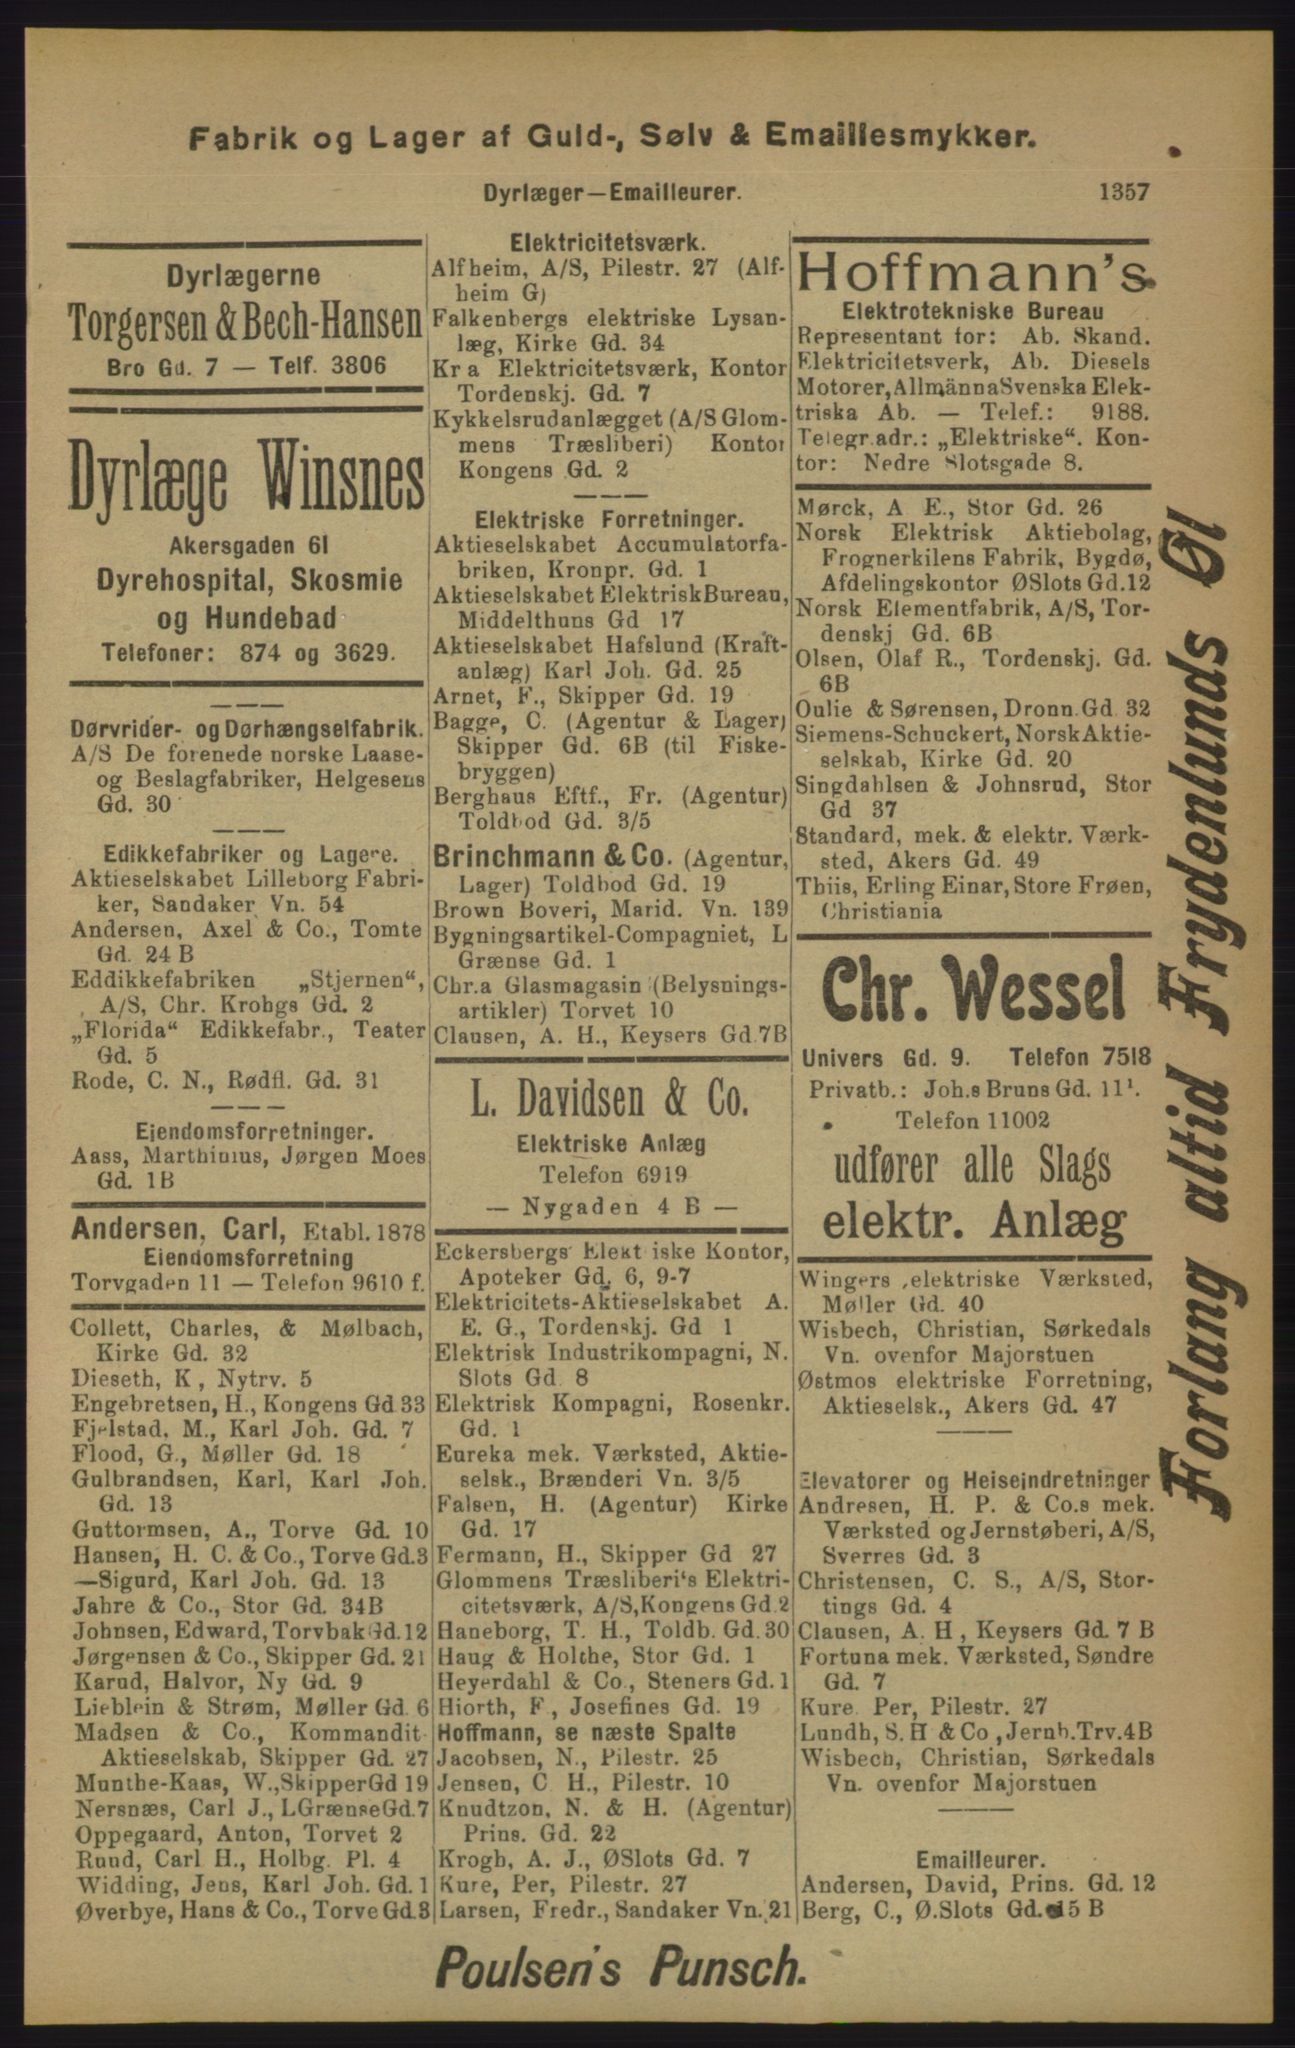 Fabrik og Lager af Guld-, Sølv & Emaillesmykker.
Dyrlæger—Emailleurer.
1357
Dyrlægerne
Torgersen & Bech-Hansen
Bro Gd. 7 — Telf. 3806
Dyrlæge Winsnes
Akersgaden 61
Dyrehospital, Skosmie
og Hundebad
Telefoner: 874 og 3629.
Dørvrider- og Dørhængselfabrik.
A/S De forenede norske Laase-
og Beslagfabriker, Helgesens
Gd. 30
Edikkefabriker og Lagere.
Aktieselskabet Lilleborg Fabri-
ker, Sandaker Vn. 54
Andersen, Axel & Co., Tomte
Gd. 24 B
Eddikkefabriken „Stjernen“,
A/S, Chr. Krohgs Gd. 2
„Florida“ Edikkefabr., Teater
Gd. 5
Rode, C. N., Rødfl. Gd. 31
Eiendomsforretninger.
Aass, Marthinius, Jørgen Moes
Gd. 1B
Andersen, Carl, Etabl. 1878
Eiendomsforretning
Torvgaden 11 — Telefon 9610 f.
Collett, Charles, & Mølbach,
Kirke Gd. 32
Dieseth, K , Nytrv. 5
Engebretsen, H., Kongens Gd 33
Fjelstad, M., Karl Joh. Gd. 7
Flood, G., Møller Gd. 18
Gulbrandsen, Karl, Karl Joh.
Gd. 13
Guttormsen, A., Torve Gd. 10
Hansen, H. C. & Co., Torve Gd.3
—Sigurd, Karl Joh. Gd. 13
Jahre & Co., Stor Gd. 34B
Johnsen, Edward, Torvbak Gd. 12
Jørgensen & Co., Skipper Gd. 21
Karud, Halvor, Ny Gd. 9
Lieblein & Strøm, Møller Gd. 6
Madsen & Co., Kommandit
Aktieselskab, Skipper Gd. 27
Munthe-Kaas, W., Skipper Gd 19
Nersnæs, Carl J., LGrænseGd.7
Oppegaard, Anton, Torvet 2
Ruud, Carl H., Holbg. Pl. 4
Widding, Jens, Karl Joh. Gd. 1
Øverbye, Hans & Co., Torve Gd.3
Elektricitetsværk.
Alfheim, A/S, Pilestr. 27 (Alf-
heim G)
Falkenbergs elektriske Lysan-
læg, Kirke Gd. 34
Kr a Elektricitetsværk, Kontor
Tordenskj. Gd. 7
Kykkelsrudanlægget (A/S Glom-
mens Træsliberi) Kontor
Kongens Gd. 2
Elektriske Forretninger.
Aktieselskabet Accumulatorfa-
briken, Kronpr. Gd. 1
Aktieselskabet Elektrisk Bureau,
Middelthuns Gd 17
Aktieselskabet Hafslund (Kraft-
anlæg) Karl Joh. Gd. 25
Arnet, F., Skipper Gd. 19
Bagge, C. (Agentur & Lager)
Skipper Gd. 6B (til Fiske-
bryggen)
Berghaus Eftf., Fr. (Agentur)
Toldbod Gd. 3/5
Brinchmann & Co. (Agentur,
Lager) Toldbod Gd. 19
Brown Boveri, Marid. Vn. 139
Bygningsartikel-Compagniet, L
Grænse Gd. 1
Chr.a Glasmagasin (Belysnings-
artikler) Torvet 10
Clausen, A. H., Keysers Gd. 7B
L. Davidsen & Co.
Elektriske Anlæg
Telefon 6919
— Nygaden 4 B —
Eckersbergs Elekt iske Kontor,
Apoteker Gd. 6, 9-7
Elektricitets-Aktieselskabet A.
E. G., Tordenskj. Gd 1
Elektrisk Industrikompagni, N.
Slots Gd. 8
Elektrisk Kompagni, Rosenkr.
Gd. 1
Eureka mek. Værksted, Aktie-
selsk., Brænderi Vn. 3/5
Falsen, H. (Agentur) Kirke
Gd. 17
Fermann, H., Skipper Gd 27
Glommens Træsliberi's Elektri-
citetsværk, A/S, Kongens Gd.2
Haneborg, T. H., Toldb. Gd. 30
Haug & Holthe, Stor Gd. 1
Heyerdahl & Co., Steners Gd. 1
Hiorth, F , Josefines Gd. 19
Hoffmann, se næste Spalte
Jacobsen, N., Pilestr. 25
Jensen, C H., Pilestr. 10
Knudtzon, N. & H. (Agentur)
Prins. Gd. 22
Krogh, A. J., ØSlots Gd. 7
Kure, Per, Pilestr. 27
Larsen, Fredr., Sandaker Vn. 21
Hoffmann's
Elektrotekniske Bureau
Representant for: Ab. Skand.
Elektricitetsverk, Ab. Diesels
Motorer, Allmänna Svenska Elek-
triska Ab. — Telef.: 9188.
Telegr.adr.: „Elektriske“. Kon-
tor: Nedre Slotsgade 8.
Mørck, A E., Stor Gd. 26
Norsk Elektrisk Aktiebolag,
Frognerkilens Fabrik, Bygdø,
Afdelingskontor ØSlots Gd. 12
Norsk Elementfabrik, A/S, Tor-
denskj Gd. 6B
Olsen, Olaf R., Tordenskj. Gd.
6B
Oulie & Sørensen, Dronn. Gd 32
Siemens-Schuckert, Norsk Aktie-
selskab, Kirke Gd. 20
Singdahlsen & Johnsrud, Stor
Gd 37
Standard, mek. & elektr. Værk-
sted, Akers Gd. 49
Thiis, Erling Einar, Store Frøen,
Christiania
Chr. Wessel
Univers Gd. 9. Telefon 7518
Privatb.: Joh.s Bruns Gd. 11¹.
Telefon 11002
udfører alle Slags
elektr. Anlæg
Wingers elektriske Værksted,
Møller Gd. 40
Wisbech, Christian, Sørkedals
Vn. ovenfor Majorstuen
Østmos elektriske Forretning,
Aktieselsk., Akers Gd. 47
Elevatorer og Heiseindretninger
Andresen, H. P. & Co.s mek.
Værksted og Jernstøberi, A/S,
Sverres Gd. 3
Christensen, C. S., A/S, Stor-
tings Gd. 4
Clausen, A. H , Keysers Gd. 7 B
Fortuna mek. Værksted, Søndre
Gd. 7
Kure Per, Pilestr. 27
Lundh, S. H & Co , Jernb.Trv.4B
Wisbech, Christian, Sørkedals
Vn. ovenfor Majorstuen
Emailleurer.
Andersen, David, Prins. Gd. 12
Berg, C., Ø.Slots Gd. 15 B
Forlang altid Frydenlunds Øl
Poulsen's Punsch.